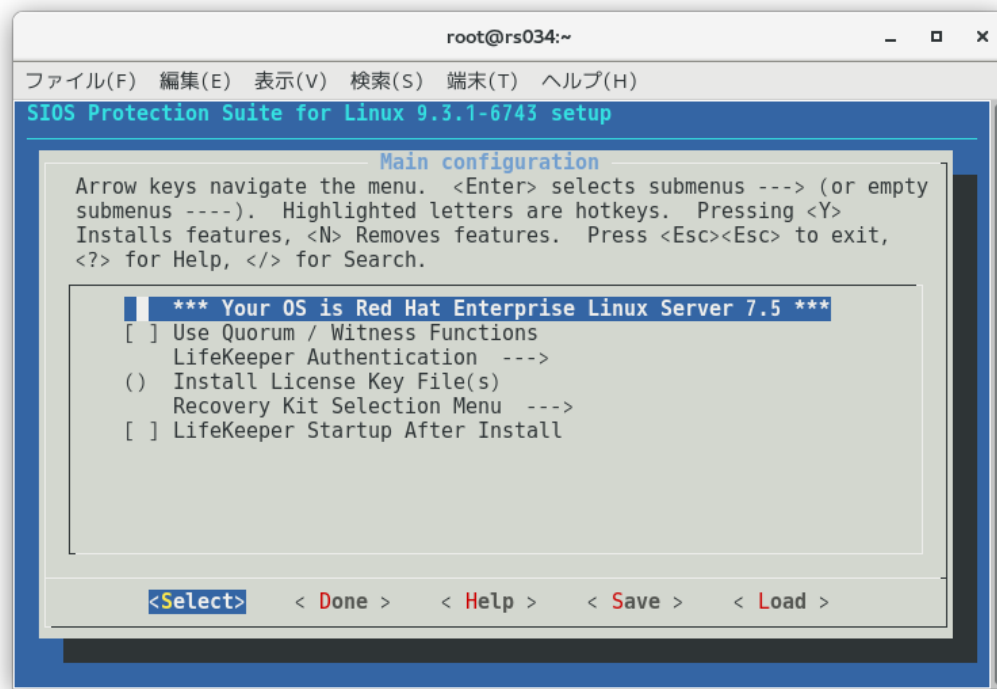 root@rs034:~
ファイル(F) 編集(E) 表示(V) 検索(S) 端末(T) ヘルプ(H)
SIOS Protection Suite for Linux 9.3.1-6743 setup
Main configuration
Arrow keys navigate the menu.  <Enter> selects submenus ---> (or empty
submenus ----).  Highlighted letters are hotkeys.  Pressing <Y>
Installs features, <N> Removes features.  Press <Esc><Esc> to exit,
<?> for Help, </> for Search.
*** Your OS is Red Hat Enterprise Linux Server 7.5 ***
[ ] Use Quorum / Witness Functions
LifeKeeper Authentication  --->
()  Install License Key File(s)
Recovery Kit Selection Menu  --->
[ ] LifeKeeper Startup After Install
<Select>    < Done >    < Help >    < Save >    < Load >